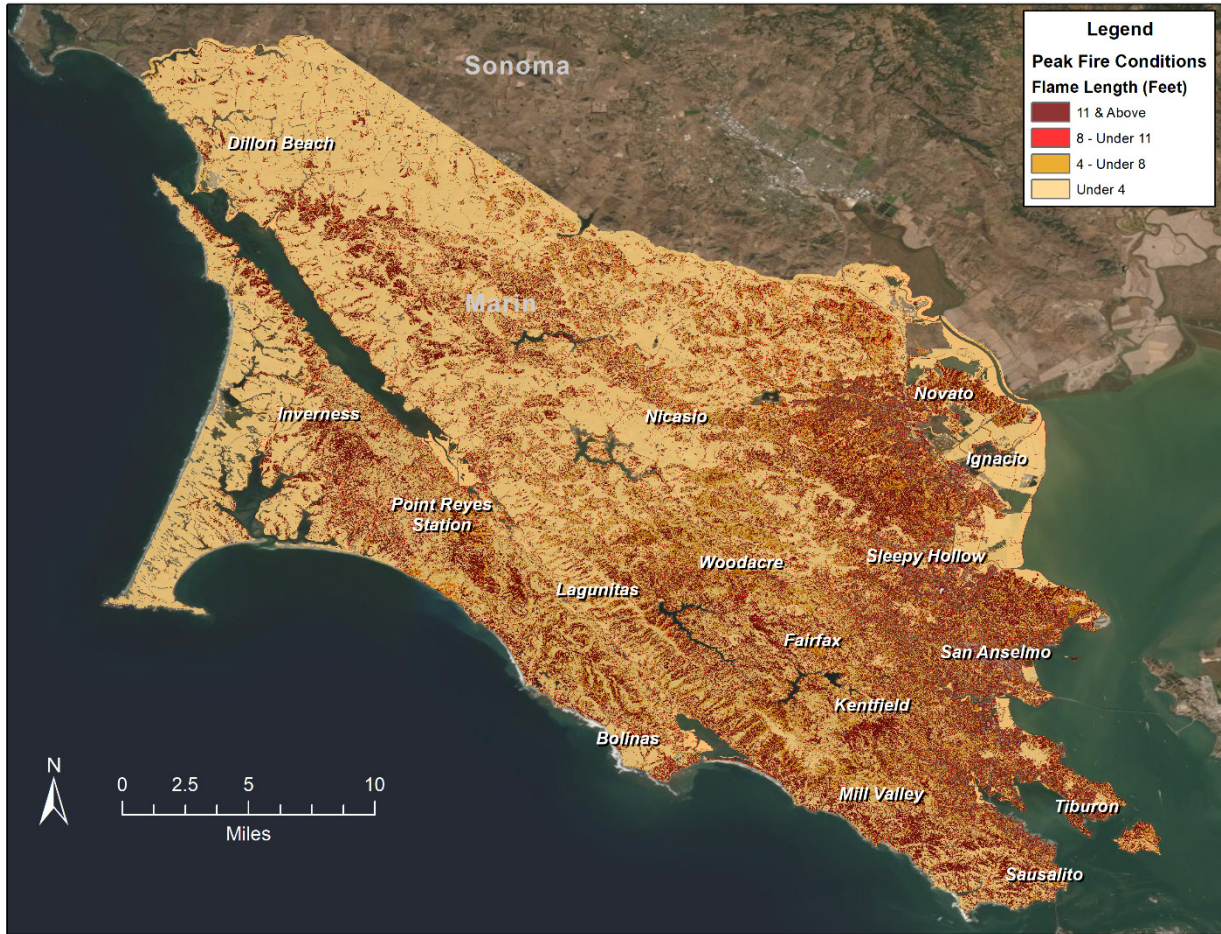 Legend
Peak Fire Conditions
Flame Length (Feet)
11 & Above
8 - Under 11
4 - Under 8
Under 4
Sonoma
Dillon Beach
Marin
Novato
Inverness
Nicasio
Ignacio
Point Reyes
Station
Sleepy Hollow
Woodacre
Lagunitas
Fairfax
San Anselmo
Kentfield
Bolinas
Mill Valley
Tiburon
Sausalito
N
0 2.5 5 10
Miles